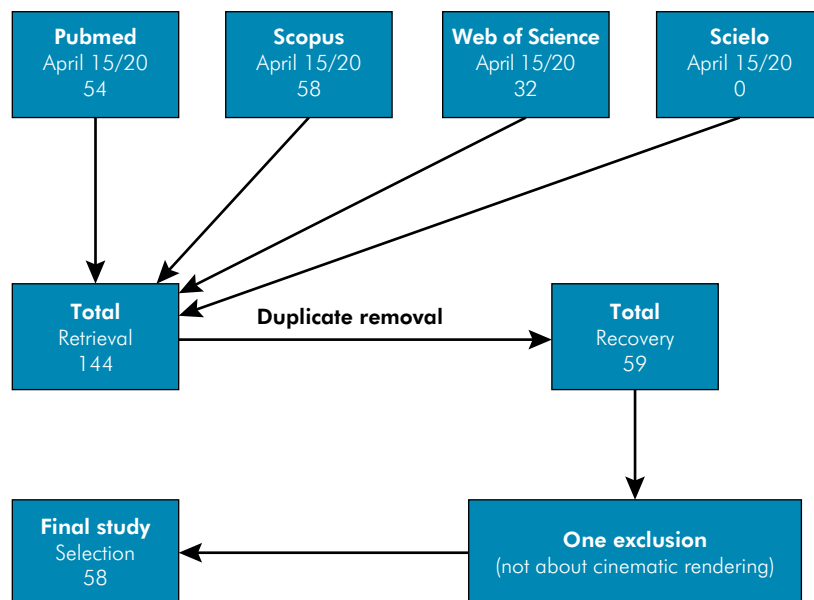 Pubmed
April 15/20
54
Scopus
April 15/20
58
Web of Science
April 15/20
32
Scielo
April 15/20
0
Total
Retrieval
144
Duplicate removal
Total
Recovery
59
Final study
Selection
58
One exclusion
(not about cinematic rendering)